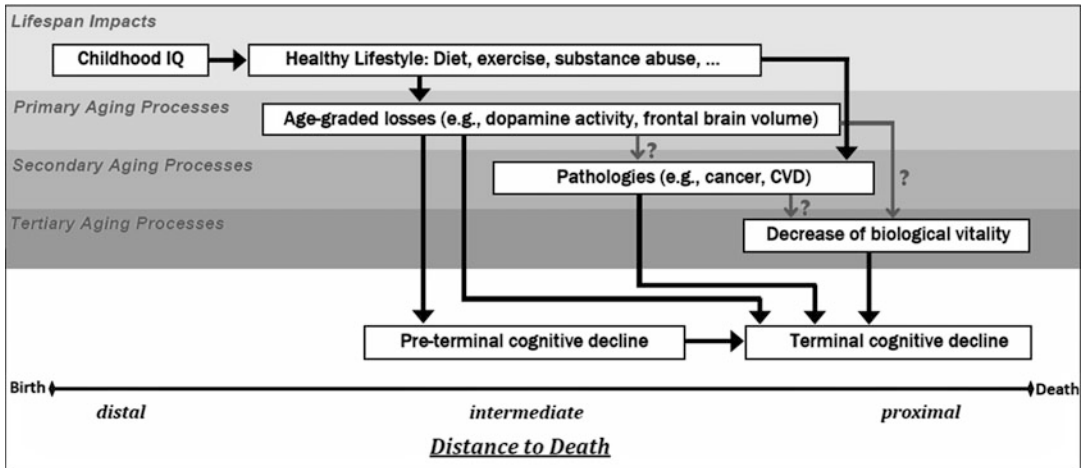 Lifespan Impacts
Childhood IQ
Healthy Lifestyle: Diet, exercise, substance abuse, ...
Primary Aging Processes
Age-graded losses (e.g., dopamine activity, frontal brain volume)
?
Secondary Aging Processes
Pathologies (e.g., cancer, CVD)
?
?
Tertiary Aging Processes
Decrease of biological vitality
Pre-terminal cognitive decline
Terminal cognitive decline
Birth
Death
distal
intermediate
proximal
Distance to Death